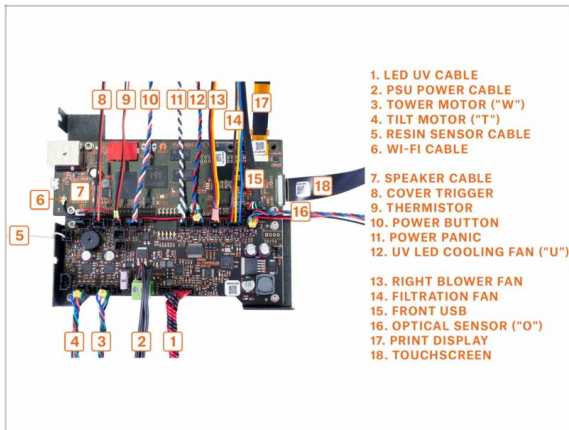 8
9
10
11
12
13
14
17
7
6
15
18
16
5
4
3
2
1
1. LED UV CABLE
2. PSU POWER CABLE
3. TOWER MOTOR ("W")
4. TILT MOTOR ("T")
5. RESIN SENSOR CABLE
6. WI-FI CABLE
7. SPEAKER CABLE
8. COVER TRIGGER
9. THERMISTOR
10. POWER BUTTON
11. POWER PANIC
12. UV LED COOLING FAN ("U")
13. RIGHT BLOWER FAN
14. FILTRATION FAN
15. FRONT USB
16. OPTICAL SENSOR ("O")
17. PRINT DISPLAY
18. TOUCHSCREEN